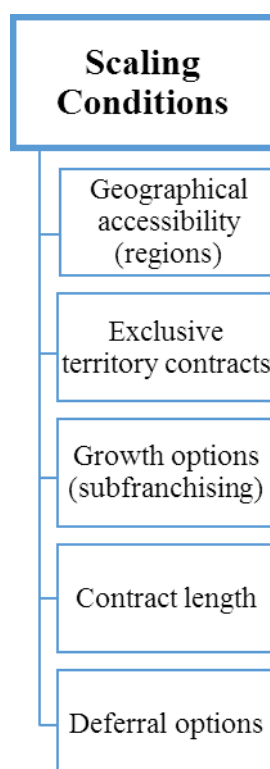 Scaling
Conditions
Geographical
accessibility
(regions)
Exclusive
territory contracts
Growth options
(subfranchising)
Contract length
Deferral options